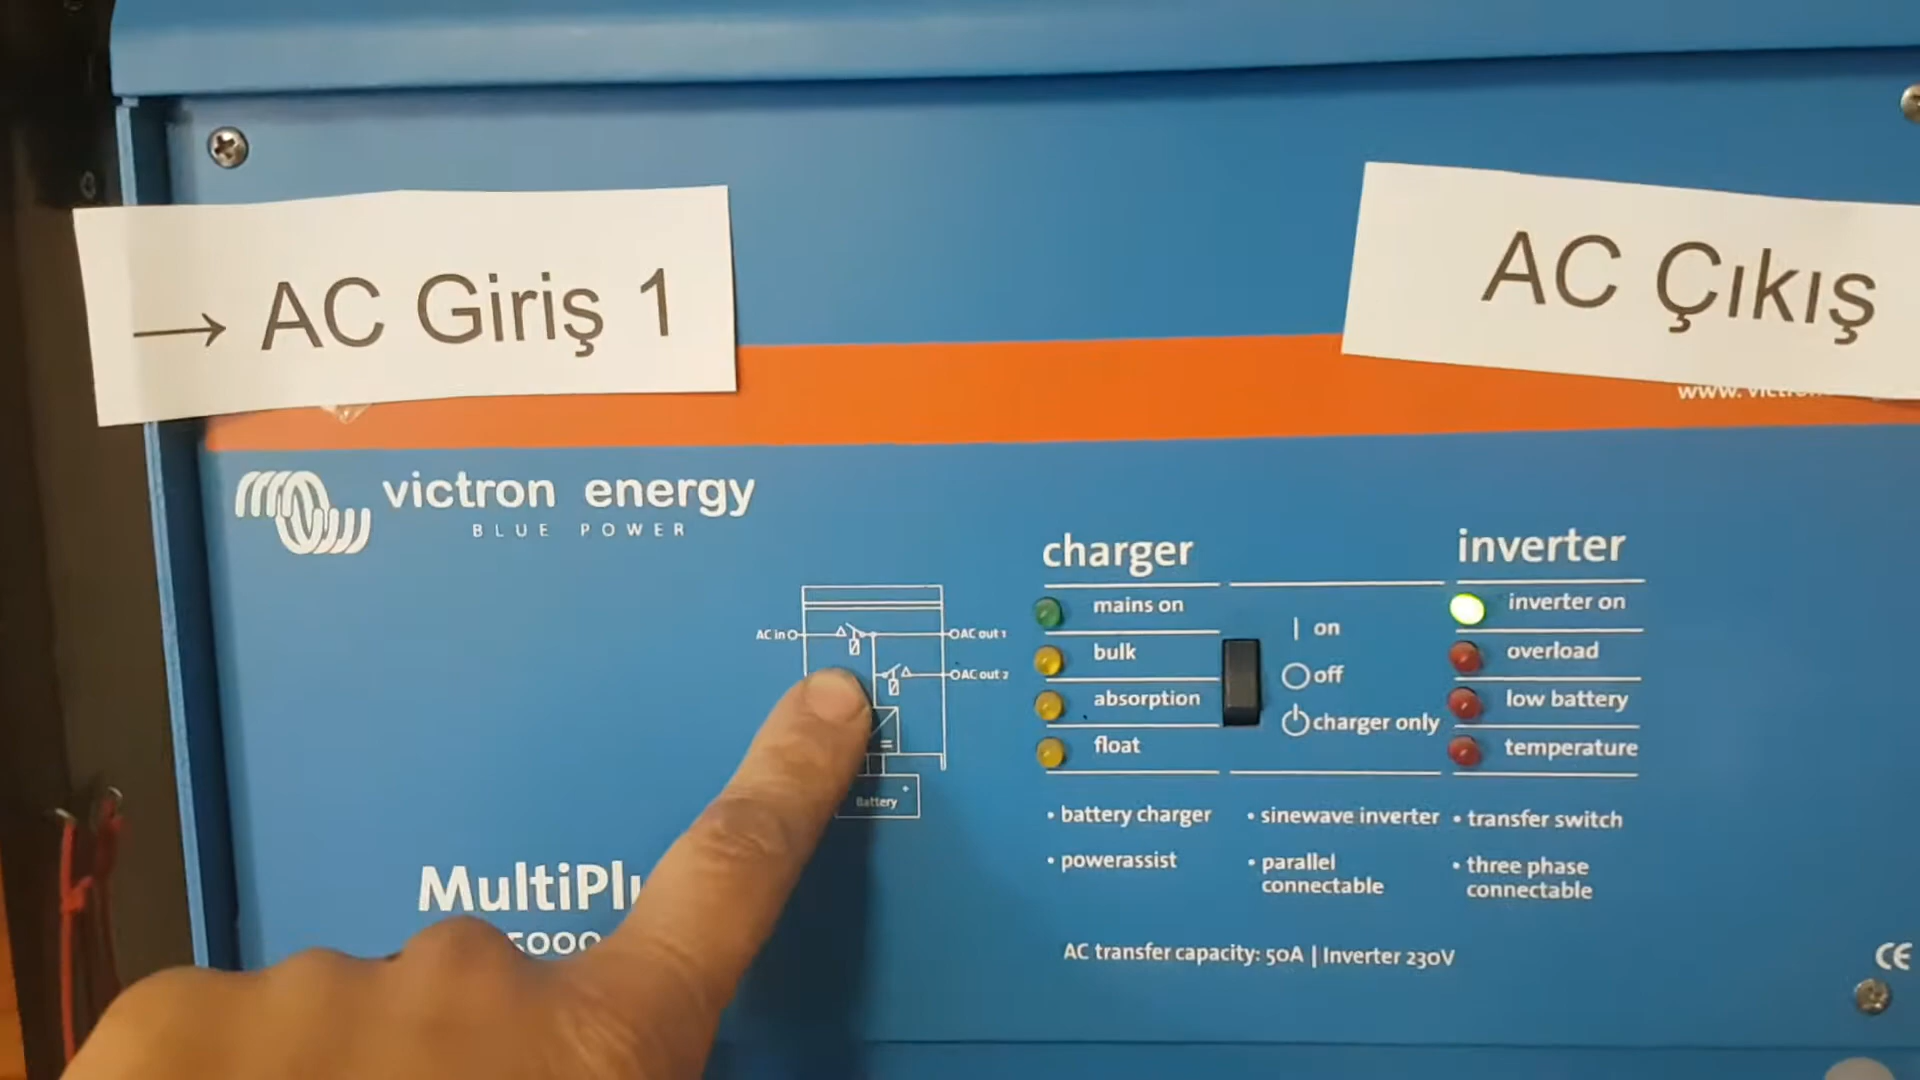 → AC Giriş 1
AC Çıkış
victron energy
BLUE POWER
charger
mains on
bulk
absorption
float
| on
off
charger only
inverter
inverter on
overload
low battery
temperature
AC in
AC out 1
AC out 2
Battery
+
• battery charger
• sinewave inverter
• transfer switch
• powerassist
• parallel
connectable
• three phase
connectable
AC transfer capacity: 50A | Inverter 230V
CE